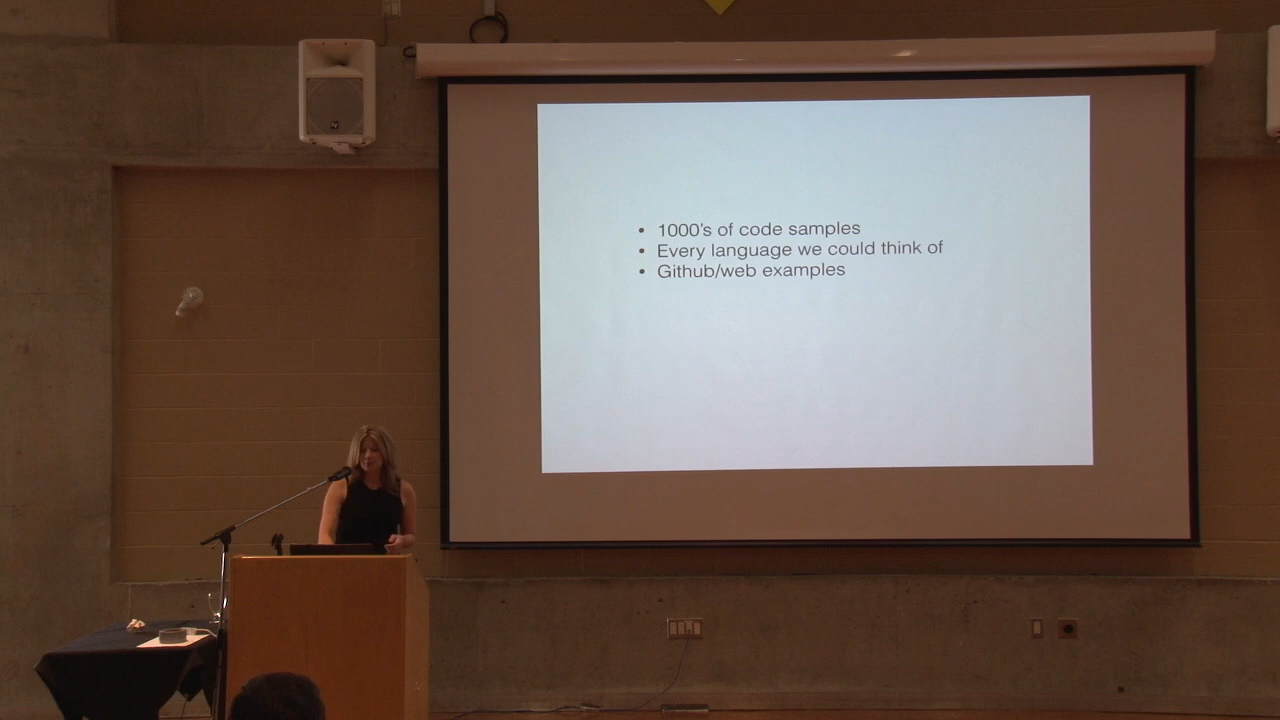 • 1000's of code samples
• Every language we could think of
• Github/web examples